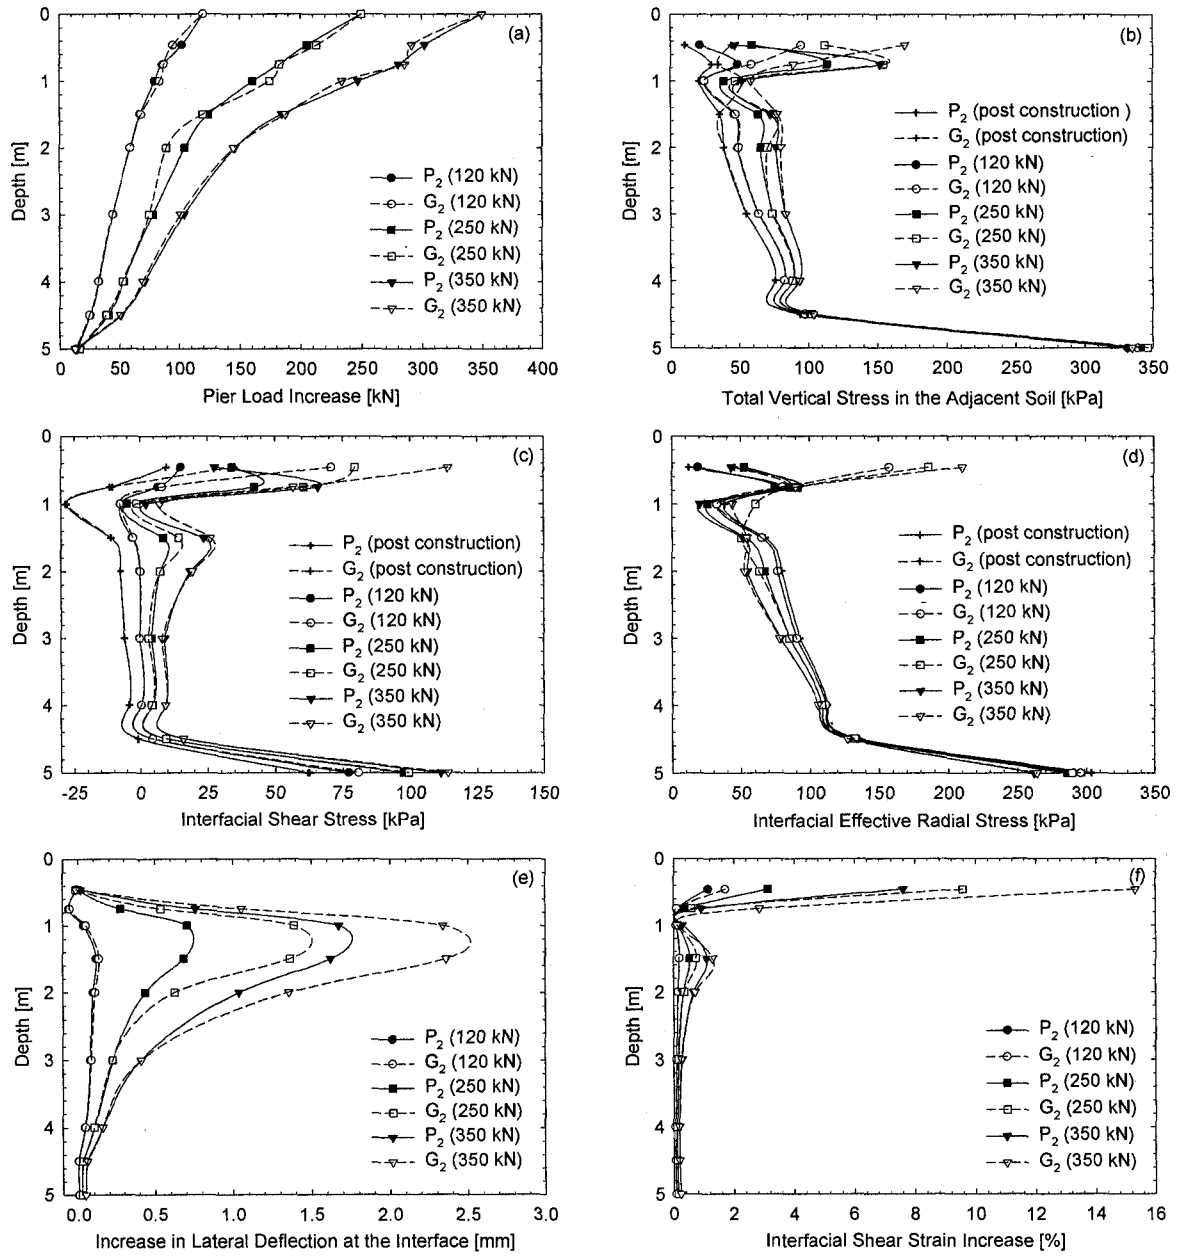 0
1
2
3
4
5
Depth [m]
(a)
P2 (120 kN)
G2 (120 kN)
P2 (250 kN)
G2 (250 kN)
P2 (350 kN)
G2 (350 kN)
0 50 100 150 200 250 300 350 400
Pier Load Increase [kN]
0
1
2
3
4
5
Depth [m]
(b)
P2 (post construction )
G2 (post construction)
P2 (120 kN)
G2 (120 kN)
P2 (250 kN)
G2 (250 kN)
P2 (350 kN)
G2 (350 kN)
0 50 100 150 200 250 300 350
Total Vertical Stress in the Adjacent Soil [kPa]
0
1
2
3
4
5
Depth [m]
(c)
P2 (post construction)
G2 (post construction)
P2 (120 kN)
G2 (120 kN)
P2 (250 kN)
G2 (250 kN)
P2 (350 kN)
G2 (350 kN)
-25 0 25 50 75 100 125 150
Interfacial Shear Stress [kPa]
0
1
2
3
4
5
Depth [m]
(d)
P2 (post construction)
G2 (post construction)
P2 (120 kN)
G2 (120 kN)
P2 (250 kN)
G2 (250 kN)
P2 (350 kN)
G2 (350 kN)
0 50 100 150 200 250 300 350
Interfacial Effective Radial Stress [kPa]
0
1
2
3
4
5
Depth [m]
(e)
P2 (120 kN)
G2 (120 kN)
P2 (250 kN)
G2 (250 kN)
P2 (350 kN)
G2 (350 kN)
0.0 0.5 1.0 1.5 2.0 2.5 3.0
Increase in Lateral Deflection at the Interface [mm]
0
1
2
3
4
5
Depth [m]
(f)
P2 (120 kN)
G2 (120 kN)
P2 (250 kN)
G2 (250 kN)
P2 (350 kN)
G2 (350 kN)
0 2 4 6 8 10 12 14 16
Interfacial Shear Strain Increase [%]